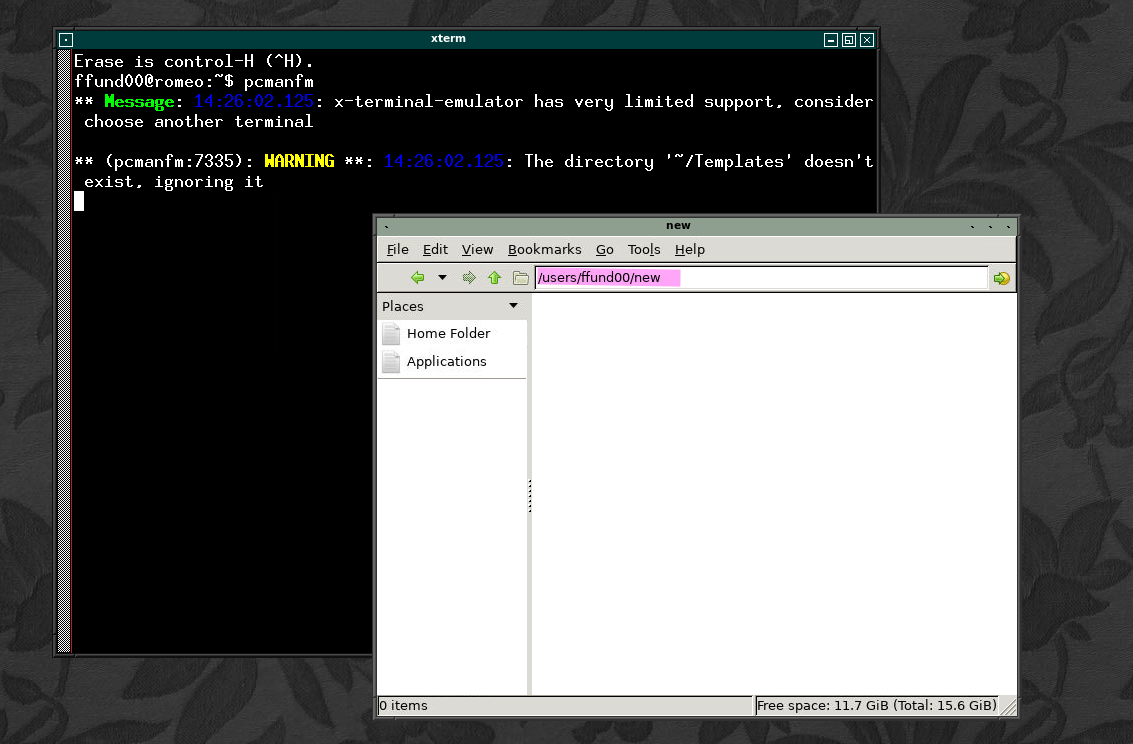 xterm
Erase is control-H (^H).
ffund00@romeo:~$ pcmanfm
** Message: 14:26:02.125: x-terminal-emulator has very limited support, consider
choose another terminal
** (pcmanfm:7335): WARNING **: 14:26:02.125: The directory '~/Templates' doesn't
exist, ignoring it
new
File Edit View Bookmarks Go Tools Help
/users/ffund00/new
Places
Home Folder
Applications
0 items
Free space: 11.7 GiB (Total: 15.6 GiB)